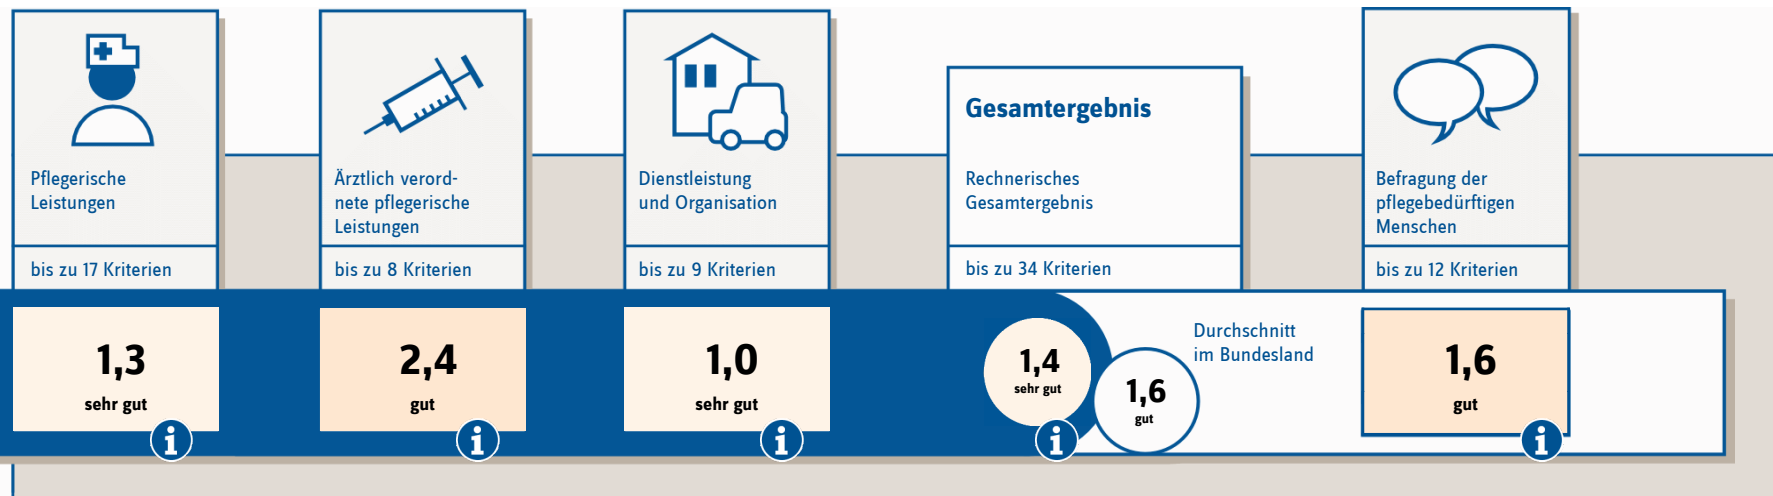 Pflegerische
Leistungen
bis zu 17 Kriterien
1,3
sehr gut
i
Ärztlich verord-
nete pflegerische
Leistungen
bis zu 8 Kriterien
2,4
gut
i
Dienstleistung
und Organisation
bis zu 9 Kriterien
1,0
sehr gut
i
Gesamtergebnis
Rechnerisches
Gesamtergebnis
bis zu 34 Kriterien
1,4
sehr gut
i
1,6
gut
Durchschnitt
im Bundesland
Befragung der
pflegebedürftigen
Menschen
bis zu 12 Kriterien
1,6
gut
i